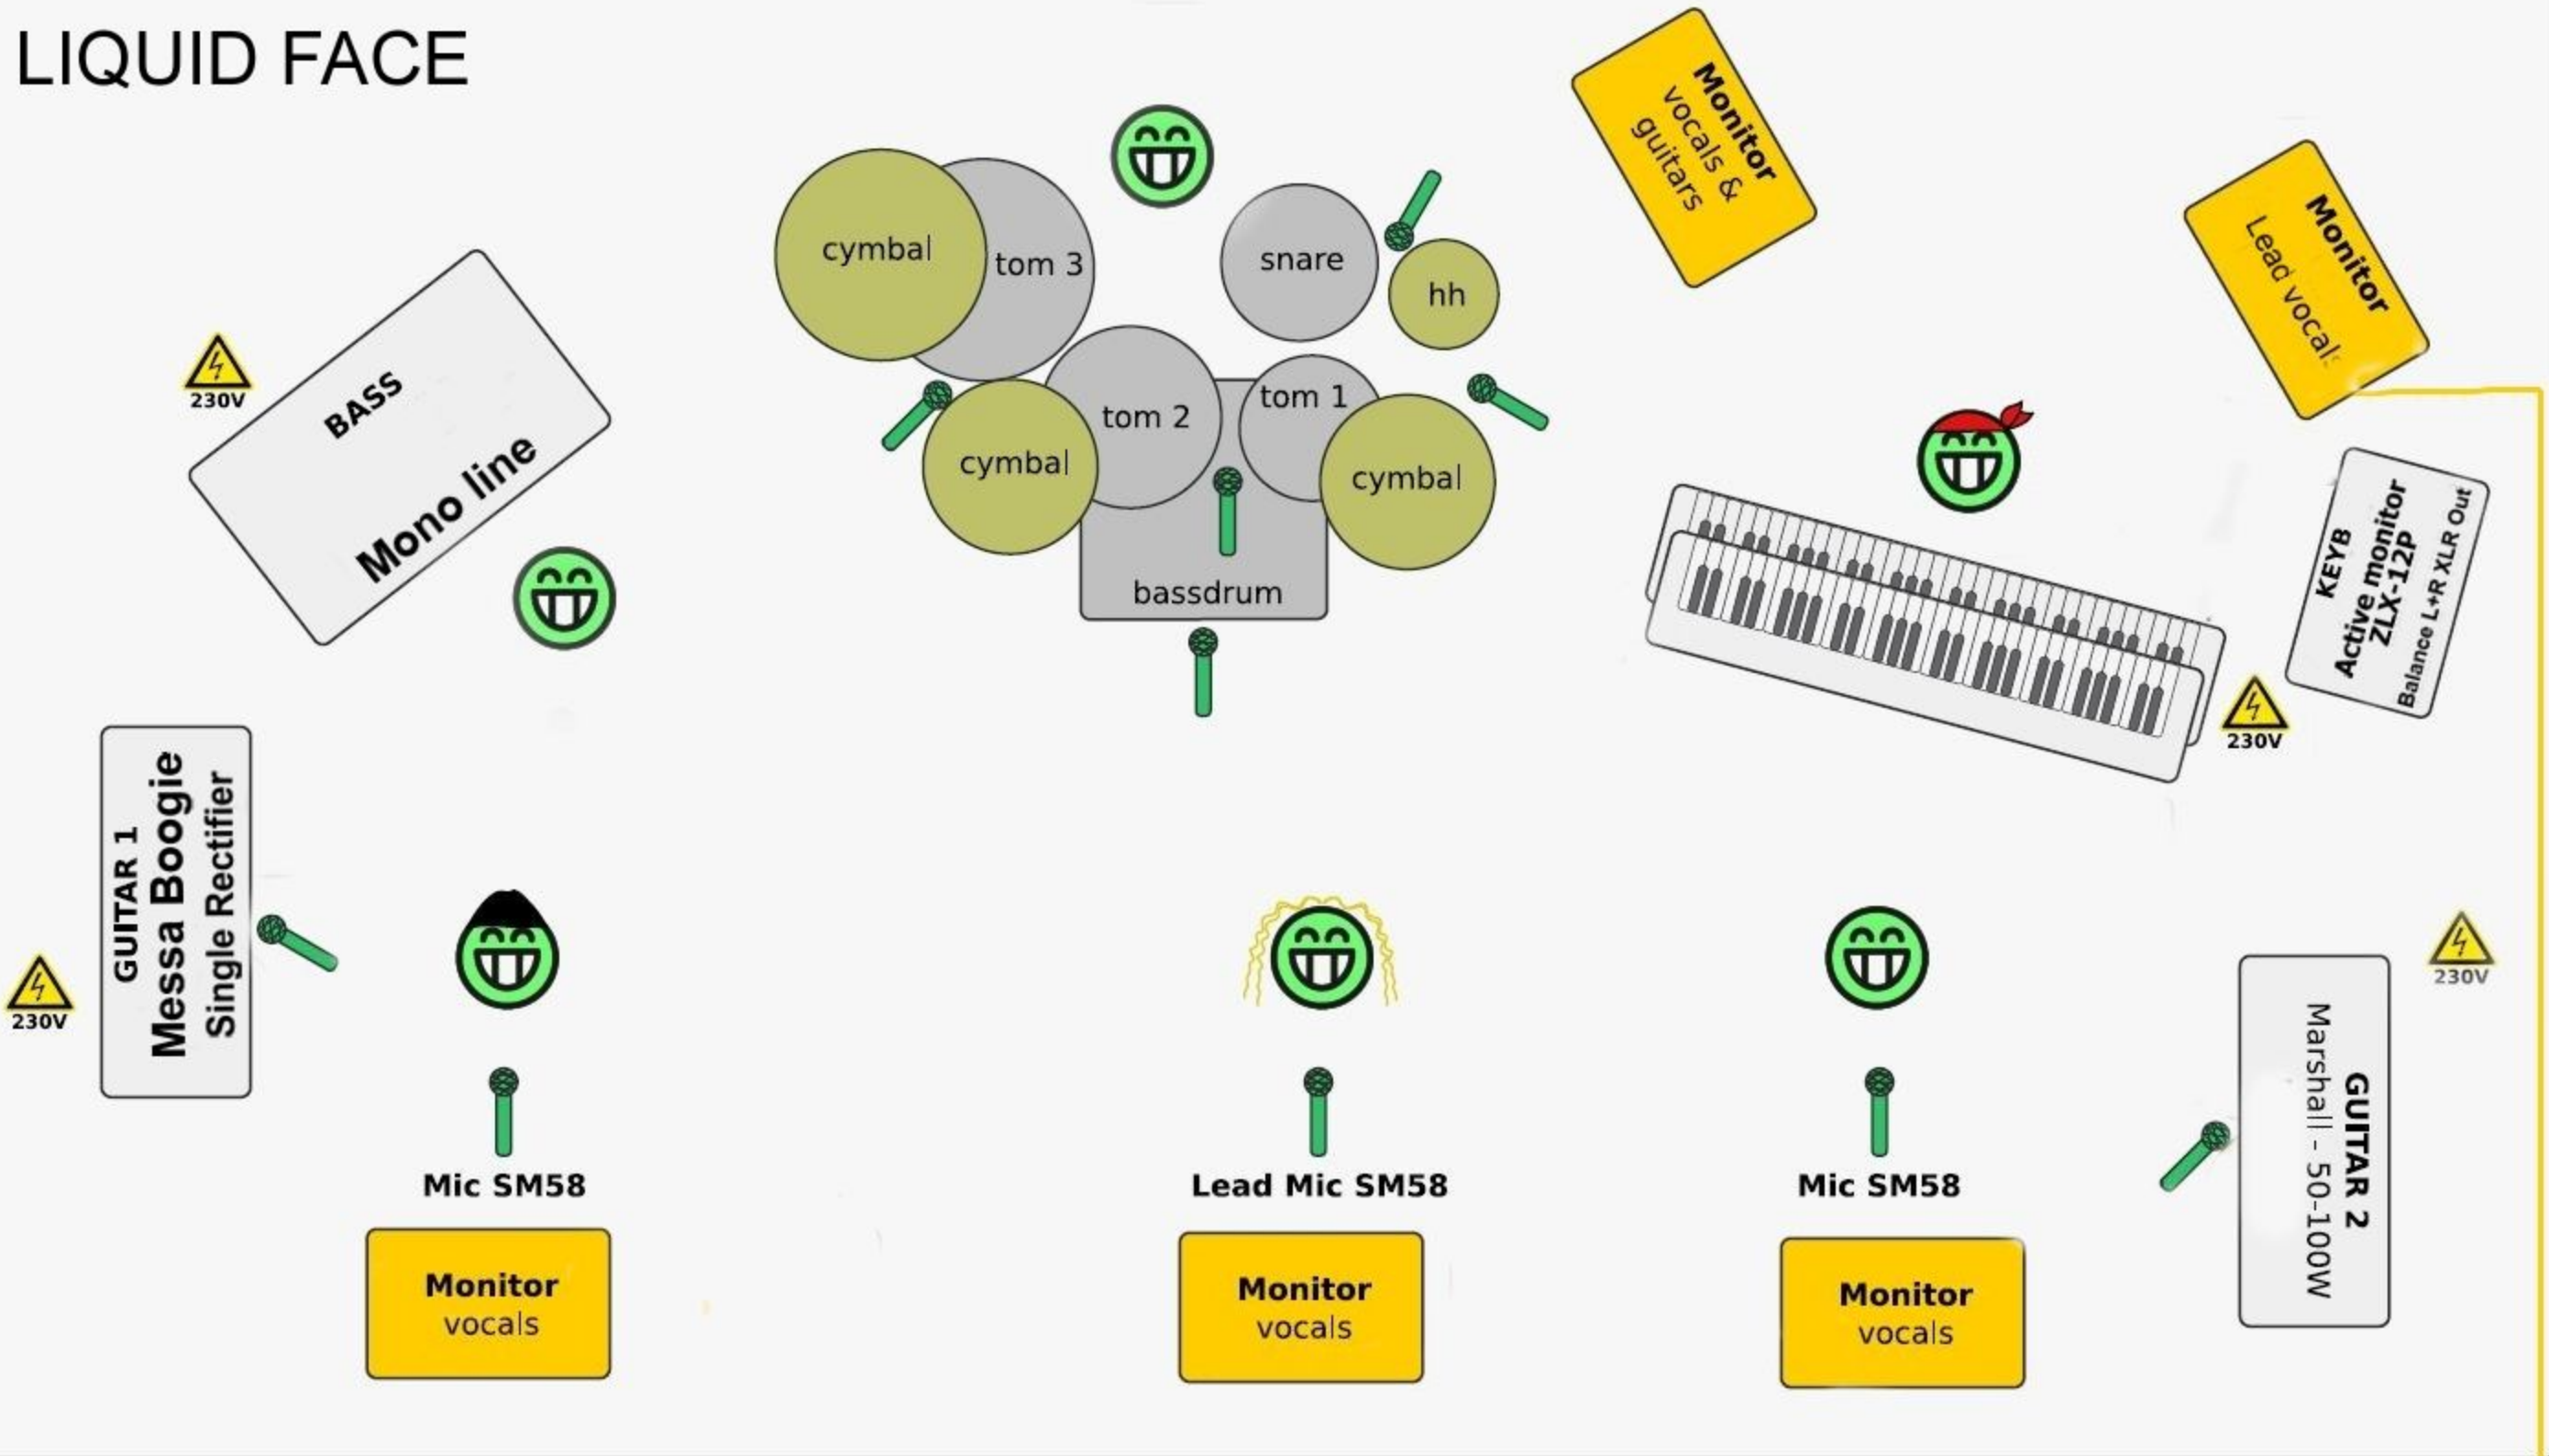 LIQUID FACE
Monitor
vocals &
guitars
Monitor
Lead vocals
cymbal
tom 3
snare
hh
230V
BASS
Mono line
tom 2
tom 1
cymbal
cymbal
bassdrum
KEYB
Active monitor
ZLX-12P
Balance L+R XLR Out
230V
GUITAR 1
Messa Boogie
Single Rectifier
230V
230V
GUITAR 2
Marshall - 50-100W
Mic SM58
Lead Mic SM58
Mic SM58
Monitor
vocals
Monitor
vocals
Monitor
vocals